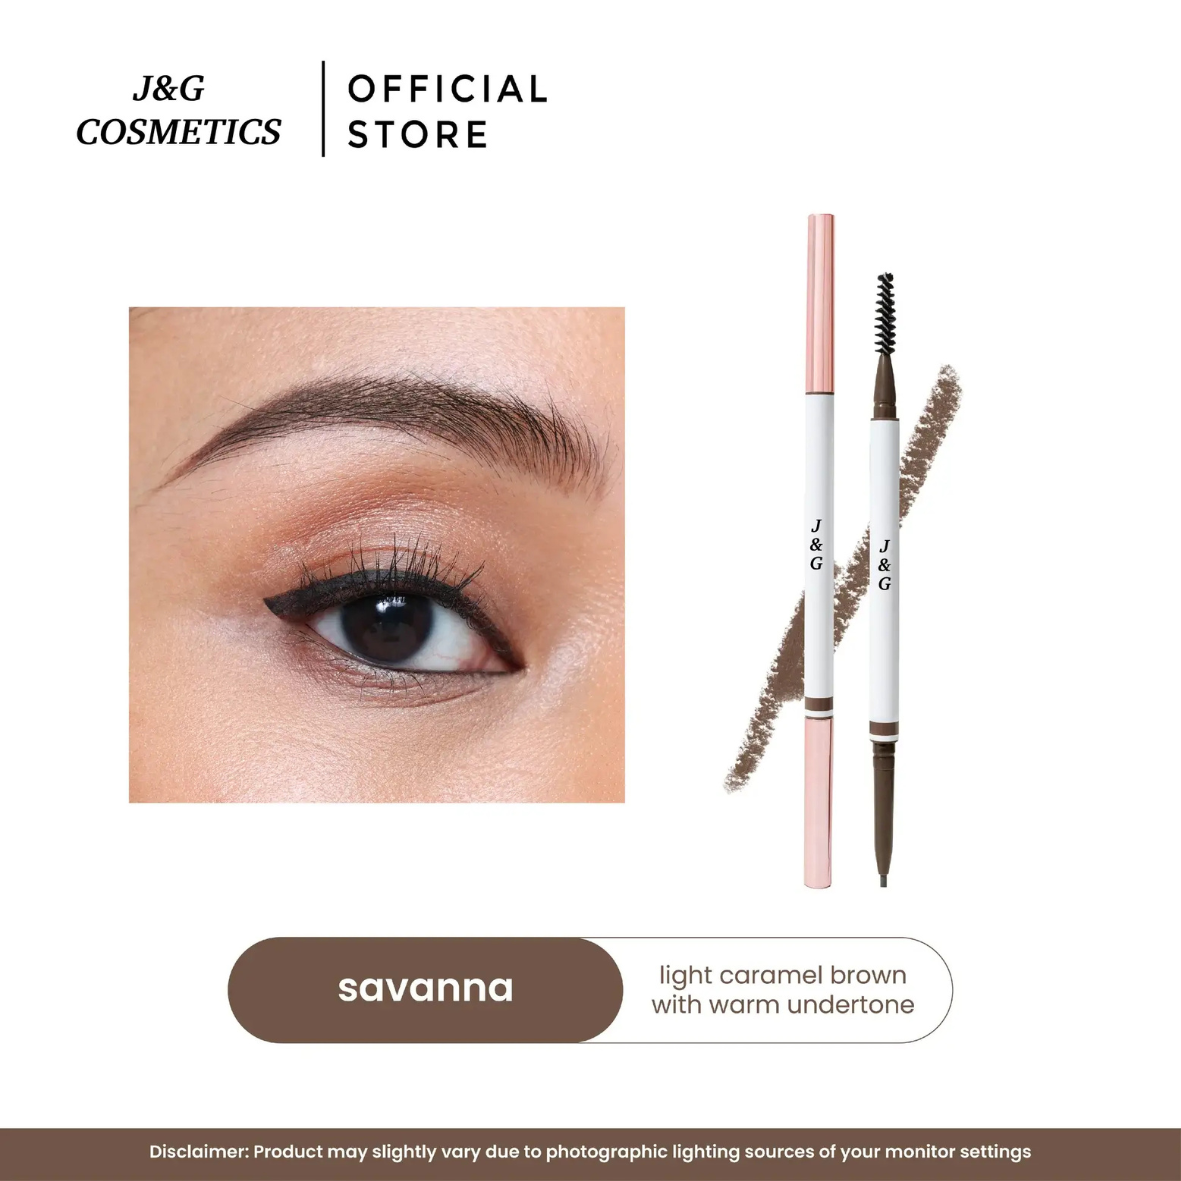 J&G
COSMETICS
OFFICIAL
STORE
J
&
G
J
&
G
savanna
light caramel brown
with warm undertone
Disclaimer: Product may slightly vary due to photographic lighting sources of your monitor settings